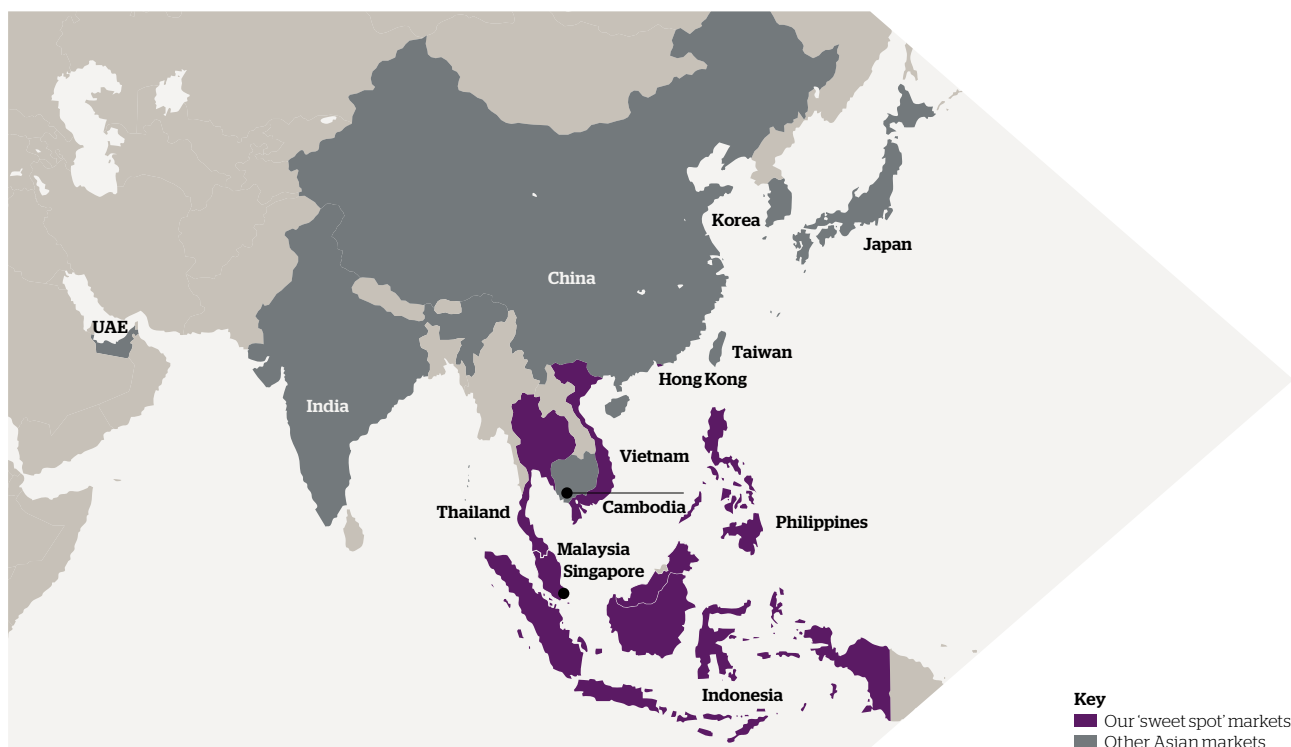 Korea
Japan
China
UAE
Taiwan
Hong Kong
India
Vietnam
Cambodia
Thailand
Philippines
Malaysia
Singapore
Indonesia
Key
Our ‘sweet spot’ markets
Other Asian markets